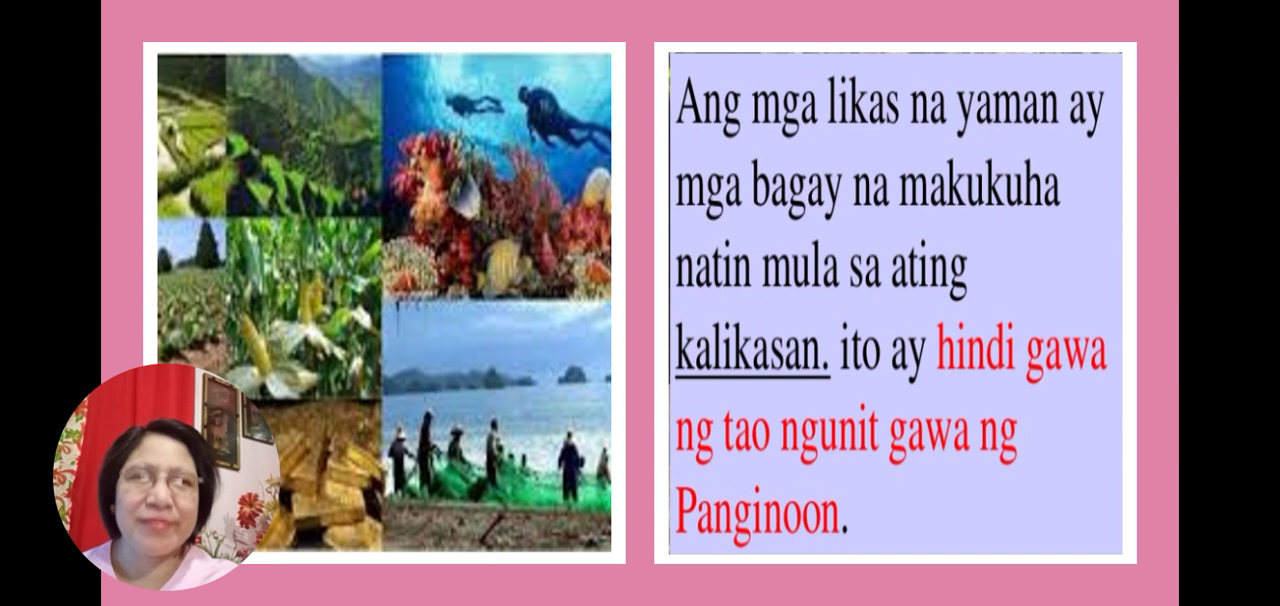 Ang mga likas na yaman ay
mga bagay na makukuha
natin mula sa ating
kalikasan. ito ay hindi gawa
ng tao ngunit gawa ng
Panginoon.